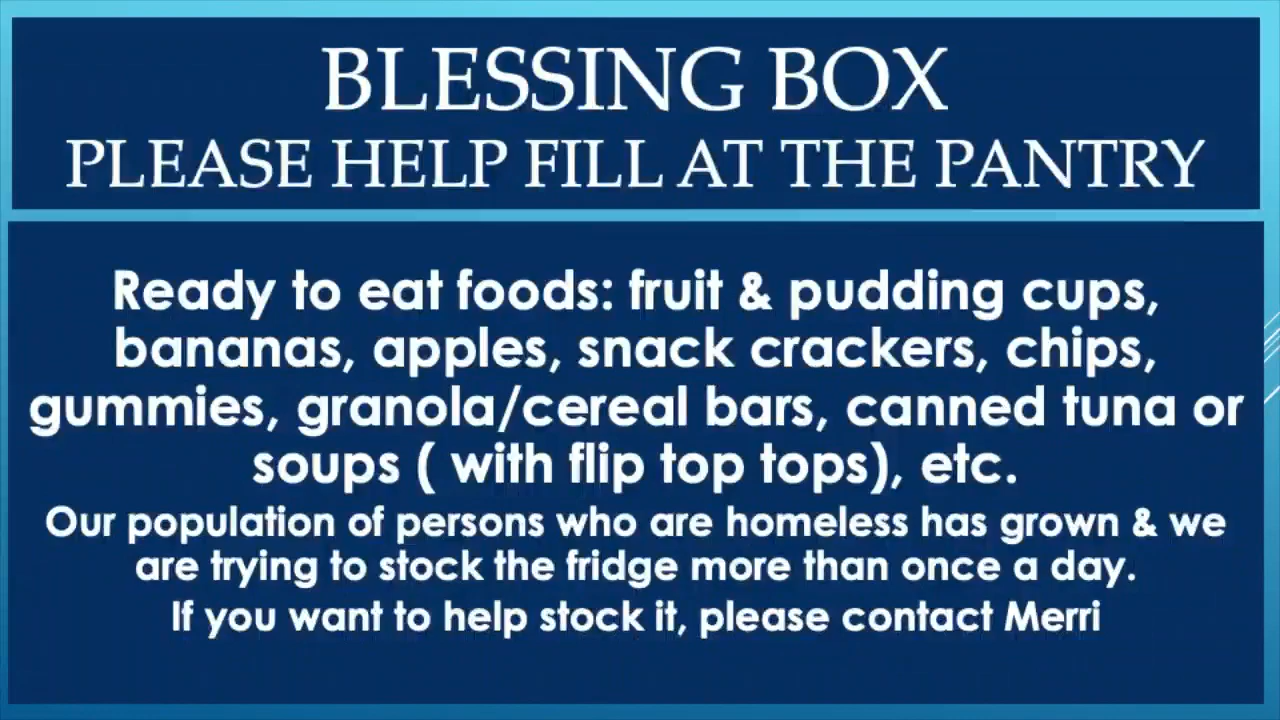 BLESSING BOX
PLEASE HELP FILL AT THE PANTRY
Ready to eat foods: fruit & pudding cups,
bananas, apples, snack crackers, chips,
gummies, granola/cereal bars, canned tuna or
soups ( with flip top tops), etc.
Our population of persons who are homeless has grown & we
are trying to stock the fridge more than once a day.
If you want to help stock it, please contact Merri